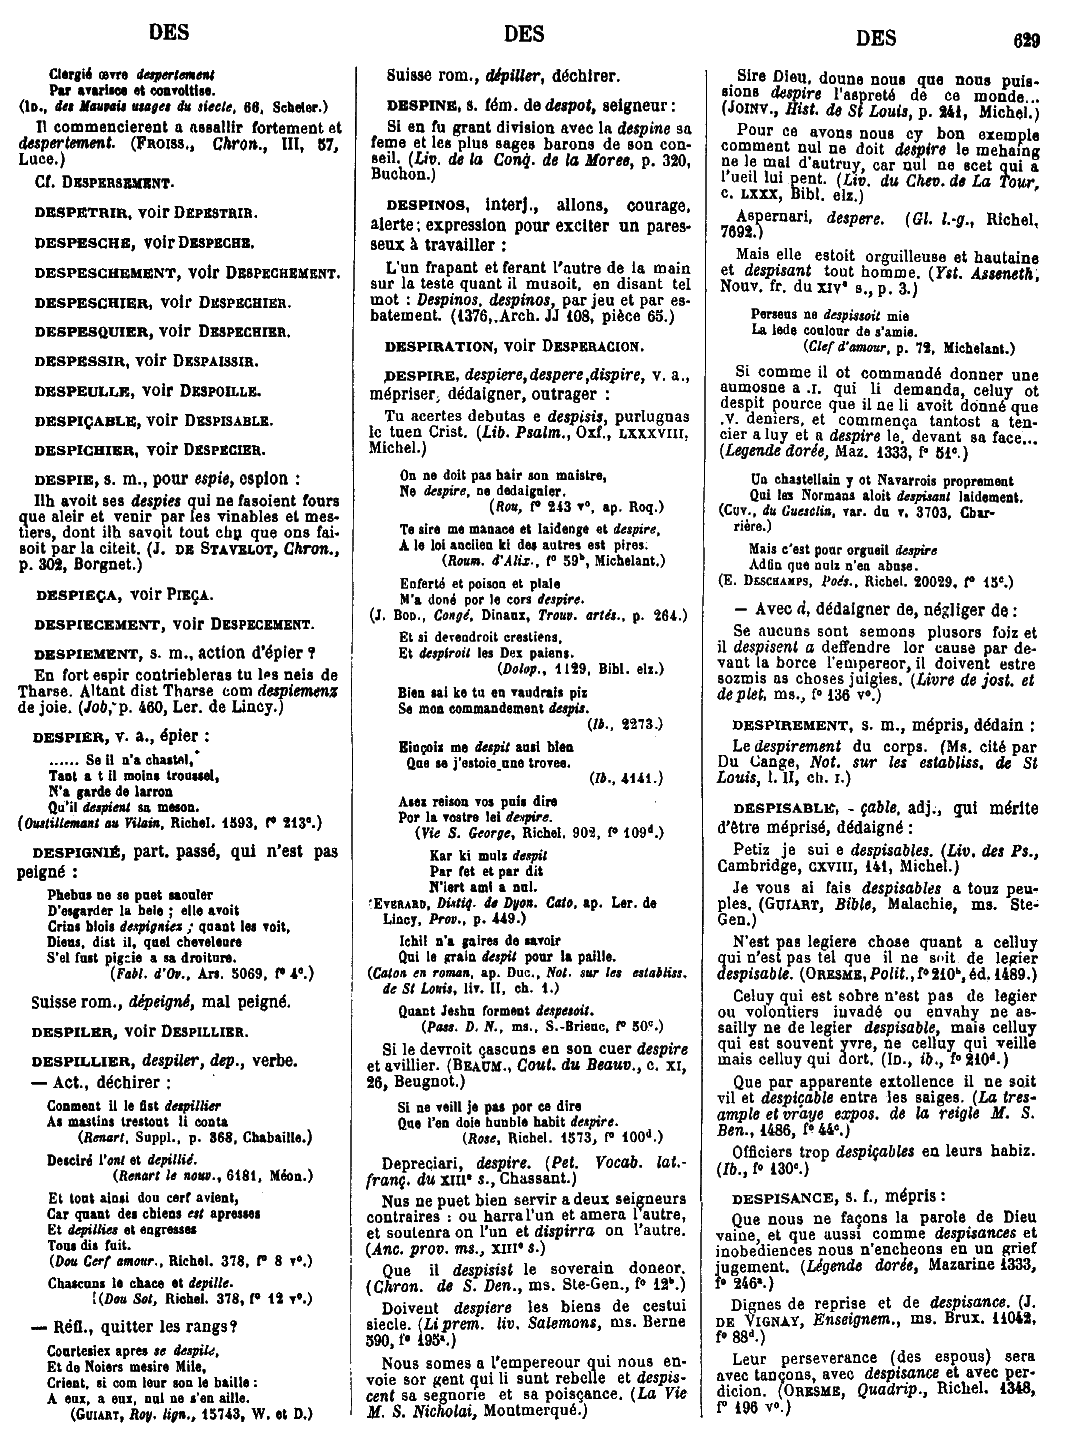 DES
DES
DES 629
Clergié œvre despertement
Par avarisce et convoitise.
(ID., des Mauvais usages du siecle, 66, Scheler.)
Il commencierent a assallir fortement et
despertement. (FROISS., Chron., III, 57,
Luce.)
Cf. DESPERSEMENT.
DESPETRIR, voir DEPESTRIR.
DESPESCHE, voir DESPECHE.
DESPESCHEMENT, voir DESPECHEMENT.
DESPESCHIER, voir DESPECHIER.
DESPESQUIER, voir DESPECHIER.
DESPESSIR, voir DESPAISSIR.
DESPEULLE, voir DESPOILLE.
DESPIÇABLE, voir DESPISABLE.
DESPICHIER, voir DESPECIER.
DESPIE, s. m., pour espie, espion :
Ilh avoit ses despies qui ne fasoient fours
que aleir et venir par les vinables et mes-
tiers, dont ilh savoit tout chu que ons fai-
soit par la citeit. (J. DE STAVELOT, Chron.,
p. 302, Borgnet.)
DESPIEÇA, voir PIEÇA.
DESPIECEMENT, voir DESPECEMENT.
DESPIEMENT, s. m., action d'épier ?
En fort espir contriebleras tu les neis de
Tharse. Altant dist Tharse com despiemenz
de joie. (Job, p. 460, Ler. de Lincy.)
DESPIER, v. a., épier :
...... Se il n'a chastel,
Tant a t il moins troussel,
N'a garde de larron
Qu'il despient sa meson.
(Oustillemant au Vilain, Richel. 1593, f° 213ᵃ.)
DESPIGNIÉ, part. passé, qui n'est pas
peigné :
Phebus ne se puet saouler
D'esgarder la bele ; elle avoit
Crins blois despigniez ; quant les voit,
Dieus, dist il, quel cheveleure
S'el fust pignie a sa droiture.
(Fabl. d'Ov., Ars. 5069, f° 4ᶜ.)
Suisse rom., dépeigné, mal peigné.
DESPILER, voir DESPILLIER.
DESPILLIER, despiler, dep., verbe.
— Act., déchirer :
Conment il le fist despillier
As mastins trestout li conta
(Renart, Suppl., p. 368, Chabaille.)
Desciré l'ont et depillié.
(Renart le nouv., 6181, Méon.)
Et tout ainsi dou cerf avient,
Car quant des chiens est apresses
Et depillies et engresses
Tous dis fuit.
(Dou Cerf amour., Richel. 378, f° 8 v°.)
Chascuns le chace et depille.
(Dou Sot, Richel. 378, f° 12 v°.)
— Réfl., quitter les rangs ?
Courtesiex apres se despile,
Et de Noiers mesire Mile,
Crient, si com leur son le baille :
A eux, a eux, nul ne s'en aille.
(GUIART, Roy. lign., 15743, W. et D.)
Suisse rom., dépiller, déchirer.
DESPINE, s. fém. de despot, seigneur :
Si en fu grant division avec la despine sa
feme et les plus sages barons de son con-
seil. (Liv. de la Conq. de la Moree, p. 320,
Buchon.)
DESPINOS, interj., allons, courage,
alerte ; expression pour exciter un pares-
seux à travailler :
L'un frapant et ferant l'autre de la main
sur la teste quant il musoit, en disant tel
mot : Despinos, despinos, par jeu et par es-
batement. (1376, Arch. JJ 108, pièce 65.)
DESPIRATION, voir DESPERACION.
DESPIRE, despiere, despere, dispire, v. a.,
mépriser, dédaigner, outrager :
Tu acertes debutas e despisis, purlugnas
le tuen Crist. (Lib. Psalm., Oxf., LXXXVIII,
Michel.)
On ne doit pas hair son maistre,
Ne despire, ne dedaignier.
(Rou, f° 243 v°, ap. Roq.)
Te sire me manace et laidenge et despire,
A le loi ancien ki des autres est pires.
(Roum. d'Alix., f° 59ᵇ, Michelant.)
Enferté et poison et plaie
M'a doné por le cors despire.
(J. BOD., Congé, Dinaux, Trouv. artés., p. 264.)
Et si devendroit crestiens,
Et despiroit les Dex paiens.
(Dolop., 1129, Bibl. elz.)
Bien sai ke tu en vaudrais piz
Se mon commandement despis.
(Ib., 2273.)
Einçois me despit ausi bien
Que se j'estoie une trovee.
(Ib., 4141.)
Asez reison vos puis dire
Por la vostre lei despire.
(Vie S. George, Richel. 902, f° 109ᵈ.)
Kar ki mulz despit
Par fet et par dit
N'iert ami a nul.
(EVERARD, Distiq. de Dyon. Cato, ap. Ler. de
Lincy, Prov., p. 449.)
Ichil n'a gaires de savoir
Qui le grain despit pour la paille.
(Caton en roman, ap. Duc., Not. sur les establiss.
de St Louis, liv. II, ch. 1.)
Quant Jeshu forment despesoit.
(Pass. D. N., ms., S.-Brieuc, f° 50ᶜ.)
Si le devroit çascuns en son cuer despire
et avillier. (BEAUM., Cout. du Beauv., c. XI,
26, Beugnot.)
Si ne veill je pas por ce dire
Que l'en doie humble habit despire.
(Rose, Richel. 1573, f° 100ᵈ.)
Depreciari, despire. (Pet. Vocab. lat.-
franç. du XIIIᵉ s., Chassant.)
Nus ne puet bien servir a deux seigneurs
contraires : ou harra l'un et amera l'autre,
et soutenra on l'un et dispirra on l'autre.
(Anc. prov. ms., XIIIᵉ s.)
Que il despisist le soverain doneor.
(Chron. de S. Den., ms. Ste-Gen., f° 12ᵇ.)
Doivent despiere les biens de cestui
siecle. (Li prem. liv. Salemons, ms. Berne
590, f° 195ᵃ.)
Nous somes a l'empereour qui nous en-
voie sor gent qui li sunt rebelle et despis-
cent sa segnorie et sa poisçance. (La Vie
M. S. Nicholai, Montmerqué.)
Sire Dieu, doune nous que nous puis-
sions despire l'aspreté de ce monde...
(JOINV., Hist. de St Louis, p. 241, Michel.)
Pour ce avons nous cy bon exemple
comment nul ne doit despire le mehaing
ne le mal d'autruy, car nul ne scet qui a
l'ueil lui pent. (Liv. du Chev. de La Tour,
c. LXXX, Bibl. elz.)
Aspernari, despere. (Gl. l.-g., Richel.
7692.)
Mais elle estoit orguilleuse et hautaine
et despisant tout homme. (Yst. Asseneth,
Nouv. fr. du XIVᵉ s., p. 3.)
Perseus ne despissoit mie
La lede coulour de s'amie.
(Clef d'amour, p. 72, Michelant.)
Si comme il ot commandé donner une
aumosne a .I. qui li demanda, celuy ot
despit pource que il ne li avoit donné que
.V. deniers, et commença tantost a ten-
cier a luy et a despire le, devant sa face...
(Legende dorée, Maz. 1333, f° 51ᶜ.)
Un chastellain y ot Navarrois proprement
Qui les Normans aloit despisant laidement.
(CUV., du Guesclin, var. du v. 3703, Char-
rière.)
Mais c'est pour orgueil despire
Adfin que nulz n'en abuse.
(E. DESCHAMPS, Poés., Richel. 20029, f° 15ᶜ.)
— Avec à, dédaigner de, négliger de :
Se aucuns sont semons plusors foiz et
il despisent a deffendre lor cause par de-
vant la borce l'empereor, il doivent estre
sozmis as choses juigies. (Livre de jost. et
de plet, ms., f° 136 v°.)
DESPIREMENT, s. m., mépris, dédain :
Le despirement du corps. (Ms. cité par
Du Cange, Not. sur les establiss. de St
Louis, l. II, ch. I.)
DESPISABLE, - çable, adj., qui mérite
d'être méprisé, dédaigné :
Petiz je sui e despisables. (Liv. des Ps.,
Cambridge, CXVIII, 141, Michel.)
Je vous ai fais despisables a touz peu-
ples. (GUIART, Bible, Malachie, ms. Ste-
Gen.)
N'est pas legiere chose quant a celluy
qui n'est pas tel que il ne soit de legier
despisable. (ORESME, Polit., f° 210ᵇ, éd. 1489.)
Celuy qui est sobre n'est pas de legier
ou volontiers iuvadé ou envahy ne as-
sailly ne de legier despisable, mais celluy
qui est souvent yvre, ne celluy qui veille
mais celluy qui dort. (ID., ib., f° 210ᵈ.)
Que par apparente extollence il ne soit
vil et despiçable entre les saiges. (La tres-
ample et vraye expos. de la reigle M. S.
Ben., 1486, f° 44ᶜ.)
Officiers trop despiçables en leurs habiz.
(Ib., f° 130ᶜ.)
DESPISANCE, s. f., mépris :
Que nous ne façons la parole de Dieu
vaine, et que aussi comme despisances et
inobediences nous n'encheons en un grief
jugement. (Légende dorée, Mazarine 1333,
f° 246ᵃ.)
Dignes de reprise et de despisance. (J.
DE VIGNAY, Enseignem., ms. Brux. 11042,
f° 88ᵈ.)
Leur perseverance (des espous) sera
avec tançons, avec despisance et avec per-
dicion. (ORESME, Quadrip., Richel. 1348,
f° 196 v°.)